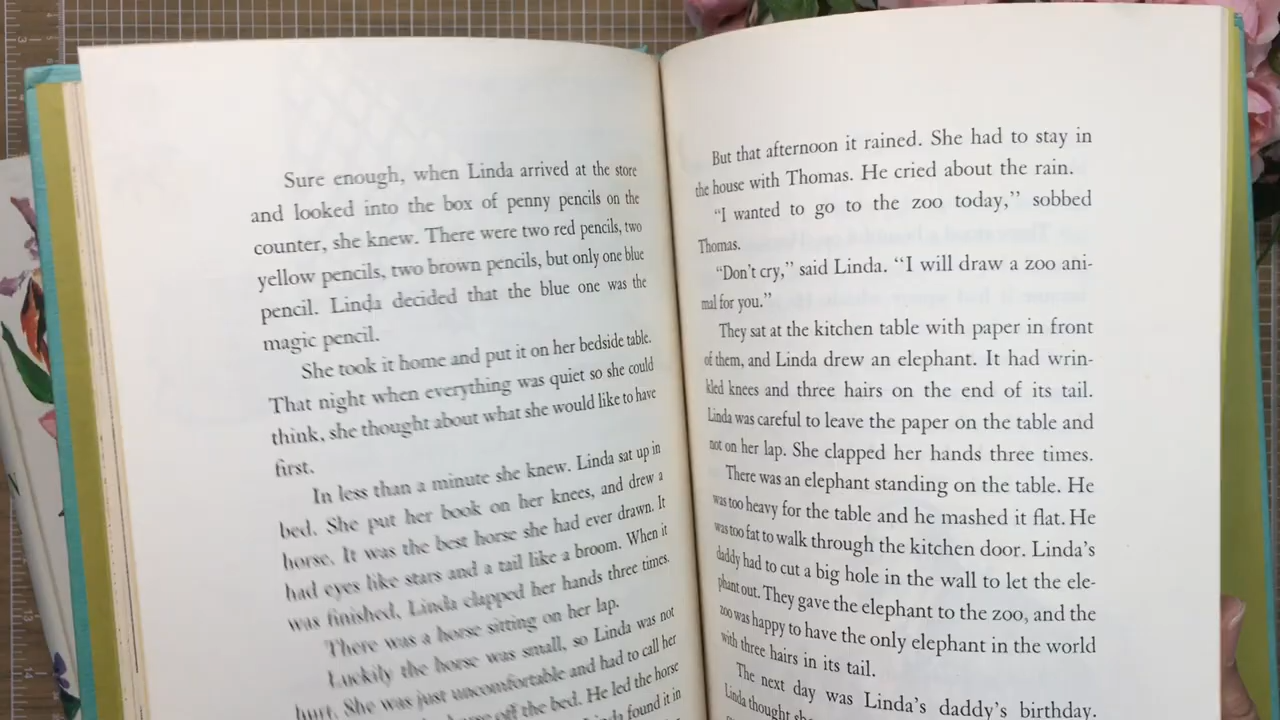 Sure enough, when Linda arrived at the store
and looked into the box of penny pencils on the
counter, she knew. There were two red pencils, two
yellow pencils, two brown pencils, but only one blue
pencil. Linda decided that the blue one was the
magic pencil.
She took it home and put it on her bedside table.
That night when everything was quiet so she could
think, she thought about what she would like to have
first.
In less than a minute she knew. Linda sat up in
bed. She put her book on her knees, and drew a
horse. It was the best horse she had ever drawn. It
had eyes like stars and a tail like a broom. When it
was finished, Linda clapped her hands three times.
There was a horse sitting on her lap.
Luckily the horse was small, so Linda was not
hurt. She was just uncomfortable and had to call her
horse off the bed. He led the horse
found it in
But that afternoon it rained. She had to stay in
the house with Thomas. He cried about the rain.
“I wanted to go to the zoo today,” sobbed
Thomas.
“Don’t cry,” said Linda. “I will draw a zoo ani-
mal for you.”
They sat at the kitchen table with paper in front
of them, and Linda drew an elephant. It had wrin-
kled knees and three hairs on the end of its tail.
Linda was careful to leave the paper on the table and
not on her lap. She clapped her hands three times.
There was an elephant standing on the table. He
was too heavy for the table and he mashed it flat. He
was too fat to walk through the kitchen door. Linda’s
daddy had to cut a big hole in the wall to let the ele-
phant out. They gave the elephant to the zoo, and the
zoo was happy to have the only elephant in the world
with three hairs in its tail.
The next day was Linda’s daddy’s birthday.
Linda thought she